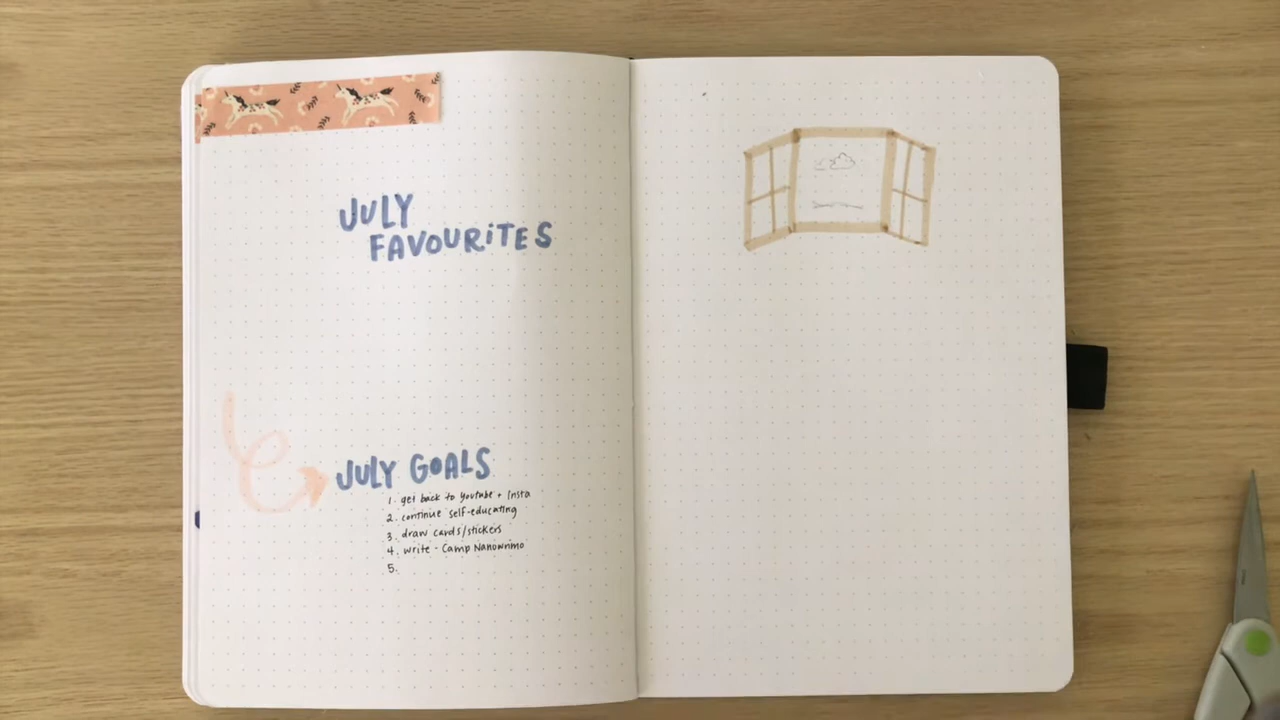 JULY
FAVOURITES
JULY GOALS
1. get back to Youtube + Insta
2. continue self-educating
3. draw cards/stickers
4. write - Camp Nanowrimo
5.